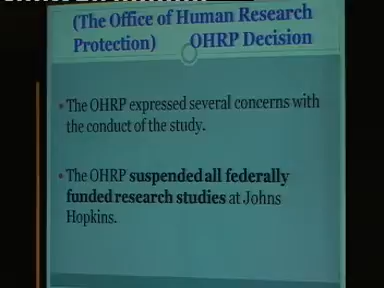 (The Office of Human Research
Protection) OHRP Decision
• The OHRP expressed several concerns with
the conduct of the study.
• The OHRP suspended all federally
funded research studies at Johns
Hopkins.